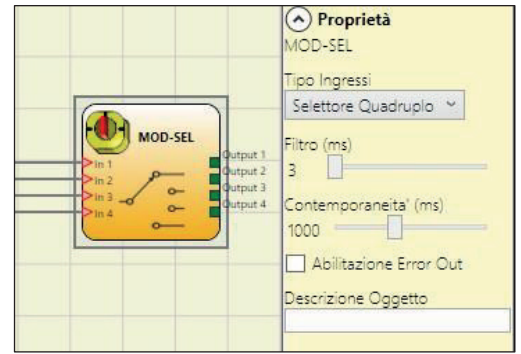 MOD-SEL
In 1
In 2
In 3
In 4
Output 1
Output 2
Output 3
Output 4
Proprietà
MOD-SEL
Tipo Ingressi
Selettore Quadruplo
Filtro (ms)
3
Contemporaneita' (ms)
1000
Abilitazione Error Out
Descrizione Oggetto